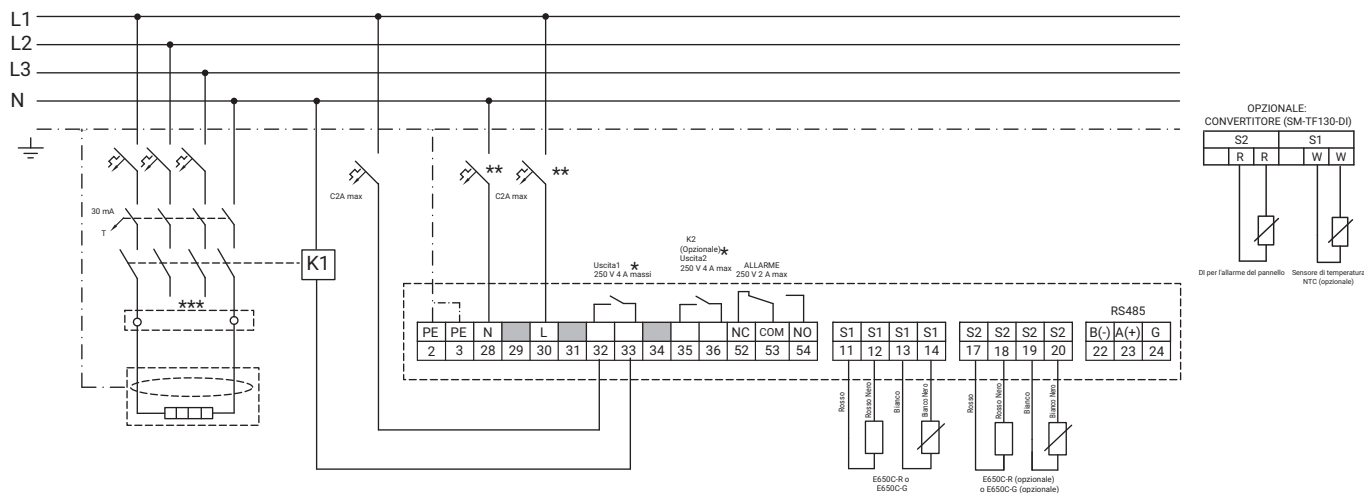 L1
L2
L3
N
OPZIONALE:
CONVERTITORE (SM-TF130-DI)
S2 S1
R R W W
DI per l'allarme del pannello
Sensore di temperatura
NTC (opzionale)
** **
C2A max
C2A max
30 mA
T
K1
***
Uscita1 *
250 V 4 A massi
K2
(Opzionale)*
Uscita2
250 V 4 A max
ALLARME
250 V 2 A max
RS485
PE PE N L NC COM NO
2 3 28 29 30 31 32 33 34 35 36 52 53 54
S1 S1 S1 S1
11 12 13 14
S2 S2 S2 S2
17 18 19 20
B(-) A(+) G
22 23 24
Rosso
Rosso Nero
Bianco
Bianco Nero
Rosso
Rosso Nero
Bianco
Bianco Nero
E650C-R o
E650C-G
E650C-R (opzionale)
o E650C-G (opzionale)